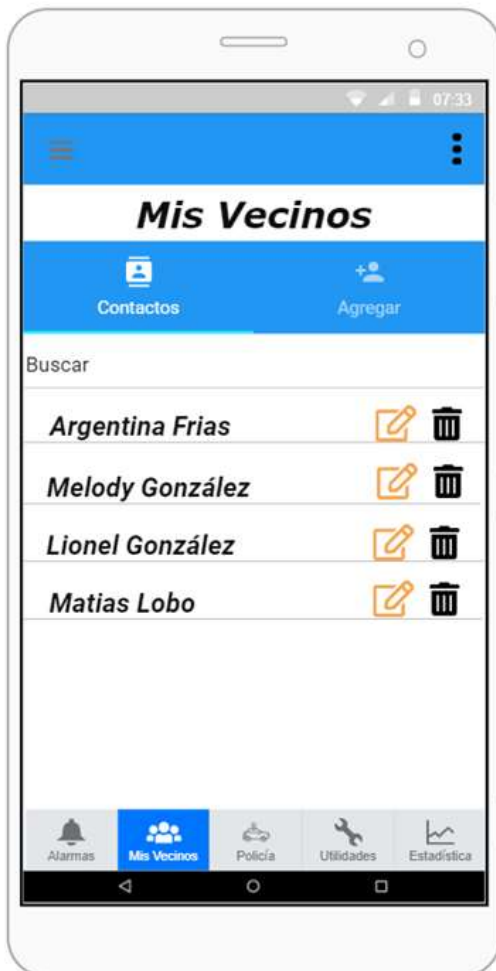 07:33
Mis Vecinos
Contactos Agregar
Buscar
Argentina Frias
Melody González
Lionel González
Matias Lobo
Alarmas Mis Vecinos Policía Utilidades Estadística